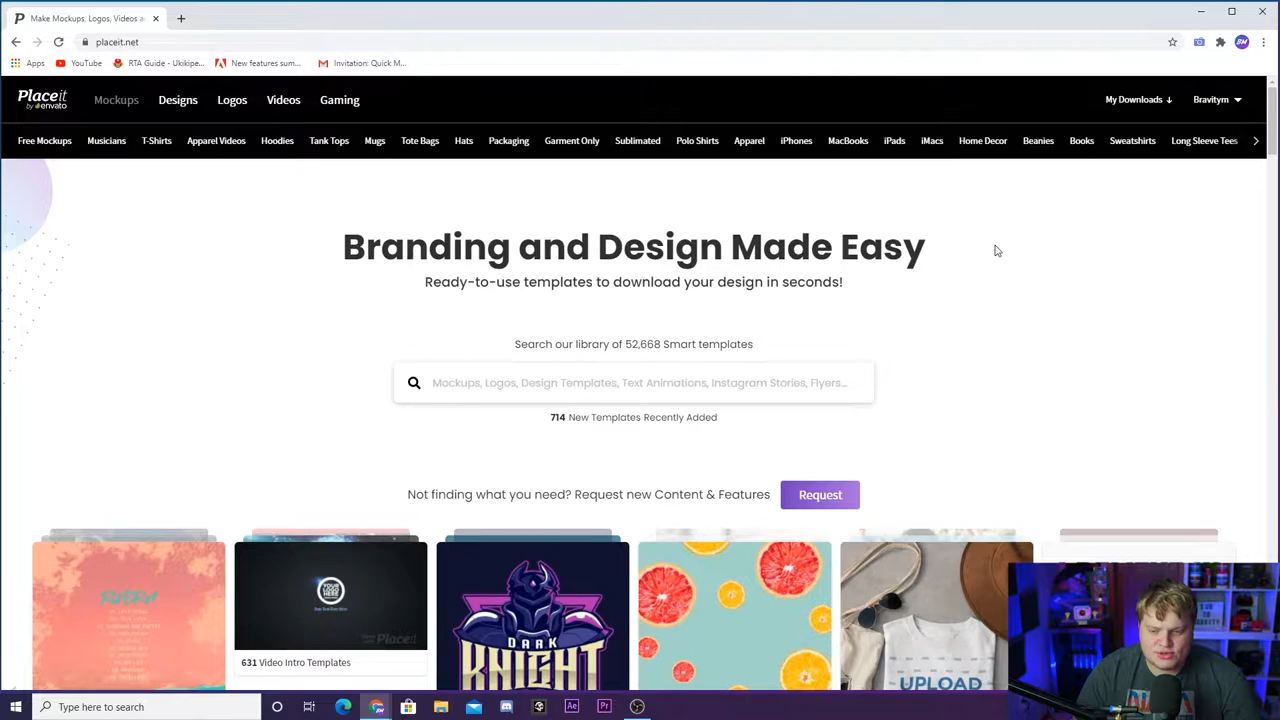 Make Mockups, Logos, Videos a
placeit.net
Apps
YouTube
RTA Guide - Ukikipe...
New features sum...
Invitation: Quick M...
Placeit
by envato
Mockups
Designs
Logos
Videos
Gaming
My Downloads
Bravitym
Free Mockups
Musicians
T-Shirts
Apparel Videos
Hoodies
Tank Tops
Mugs
Tote Bags
Hats
Packaging
Garment Only
Sublimated
Polo Shirts
Apparel
iPhones
MacBooks
iPads
iMacs
Home Decor
Beanies
Books
Sweatshirts
Long Sleeve Tees
Branding and Design Made Easy
Ready-to-use templates to download your design in seconds!
Search our library of 52,668 Smart templates
Mockups, Logos, Design Templates, Text Animations, Instagram Stories, Flyers...
714 New Templates Recently Added
Not finding what you need? Request new Content & Features
Request
YOUR
LOGO
HERE
Placeit
631 Video Intro Templates
DARK
KNIGHT
UPLOAD
Type here to search
Ae
Pr